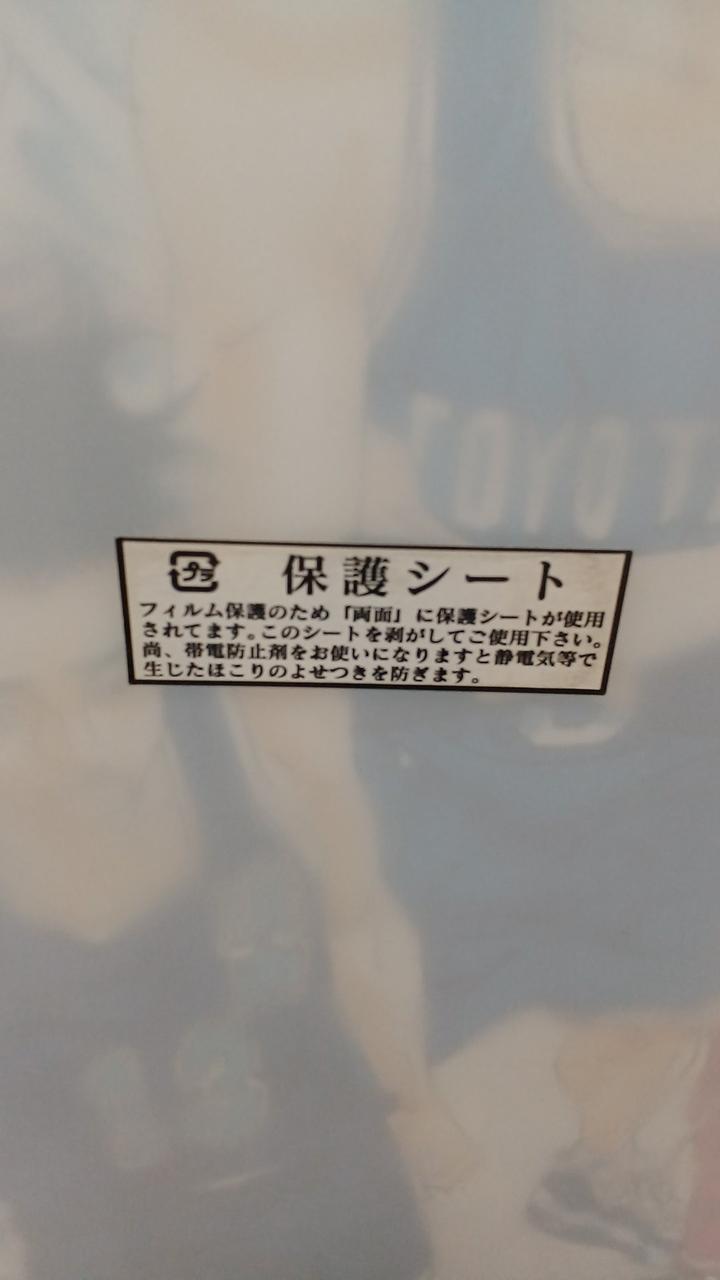 TOYOTA
プラ 保護シート
フィルム保護のため「両面」に保護シートが使用
されてます。このシートを剥がしてご使用下さい。
尚、帯電防止剤をお使いになりますと静電気等で
生じたほこりのよせつきを防ぎます。